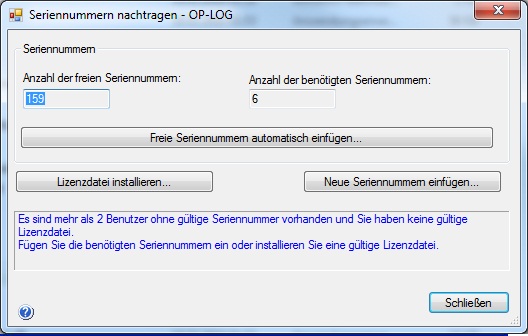 Seriennummern nachtragen - OP-LOG
Seriennummern
Anzahl der freien Seriennummern:
Anzahl der benötigten Seriennummern:
159
6
Freie Seriennummern automatisch einfügen...
Lizenzdatei installieren...
Neue Seriennummern einfügen...
Es sind mehr als 2 Benutzer ohne gültige Seriennummer vorhanden und Sie haben keine gültige
Lizenzdatei.
Fügen Sie die benötigten Seriennummern ein oder installieren Sie eine gültige Lizenzdatei.
Schließen